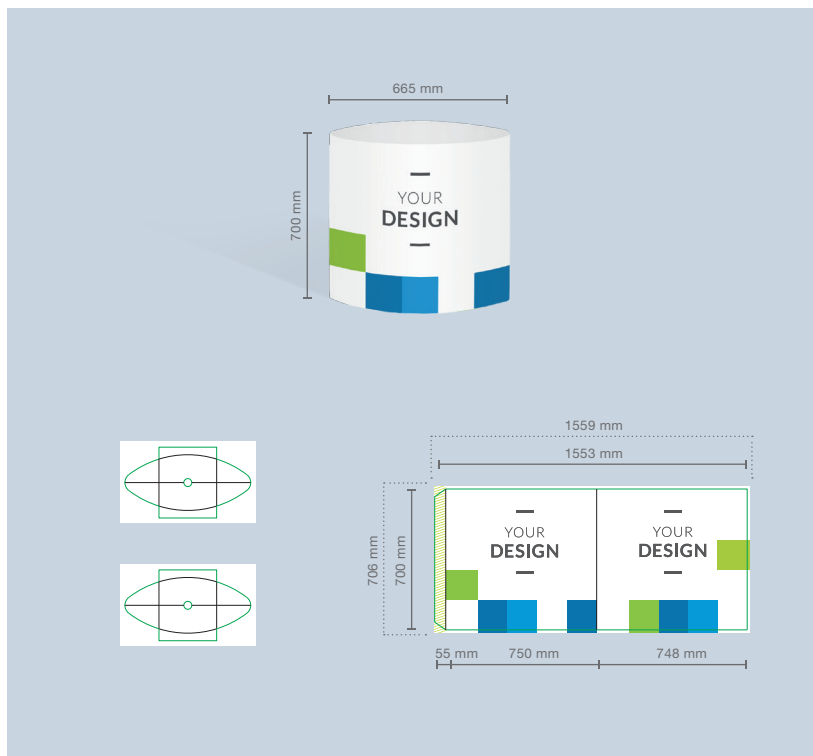 665 mm
700 mm
YOUR
DESIGN
1559 mm
1553 mm
706 mm
700 mm
YOUR
DESIGN
YOUR
DESIGN
55 mm
750 mm
748 mm